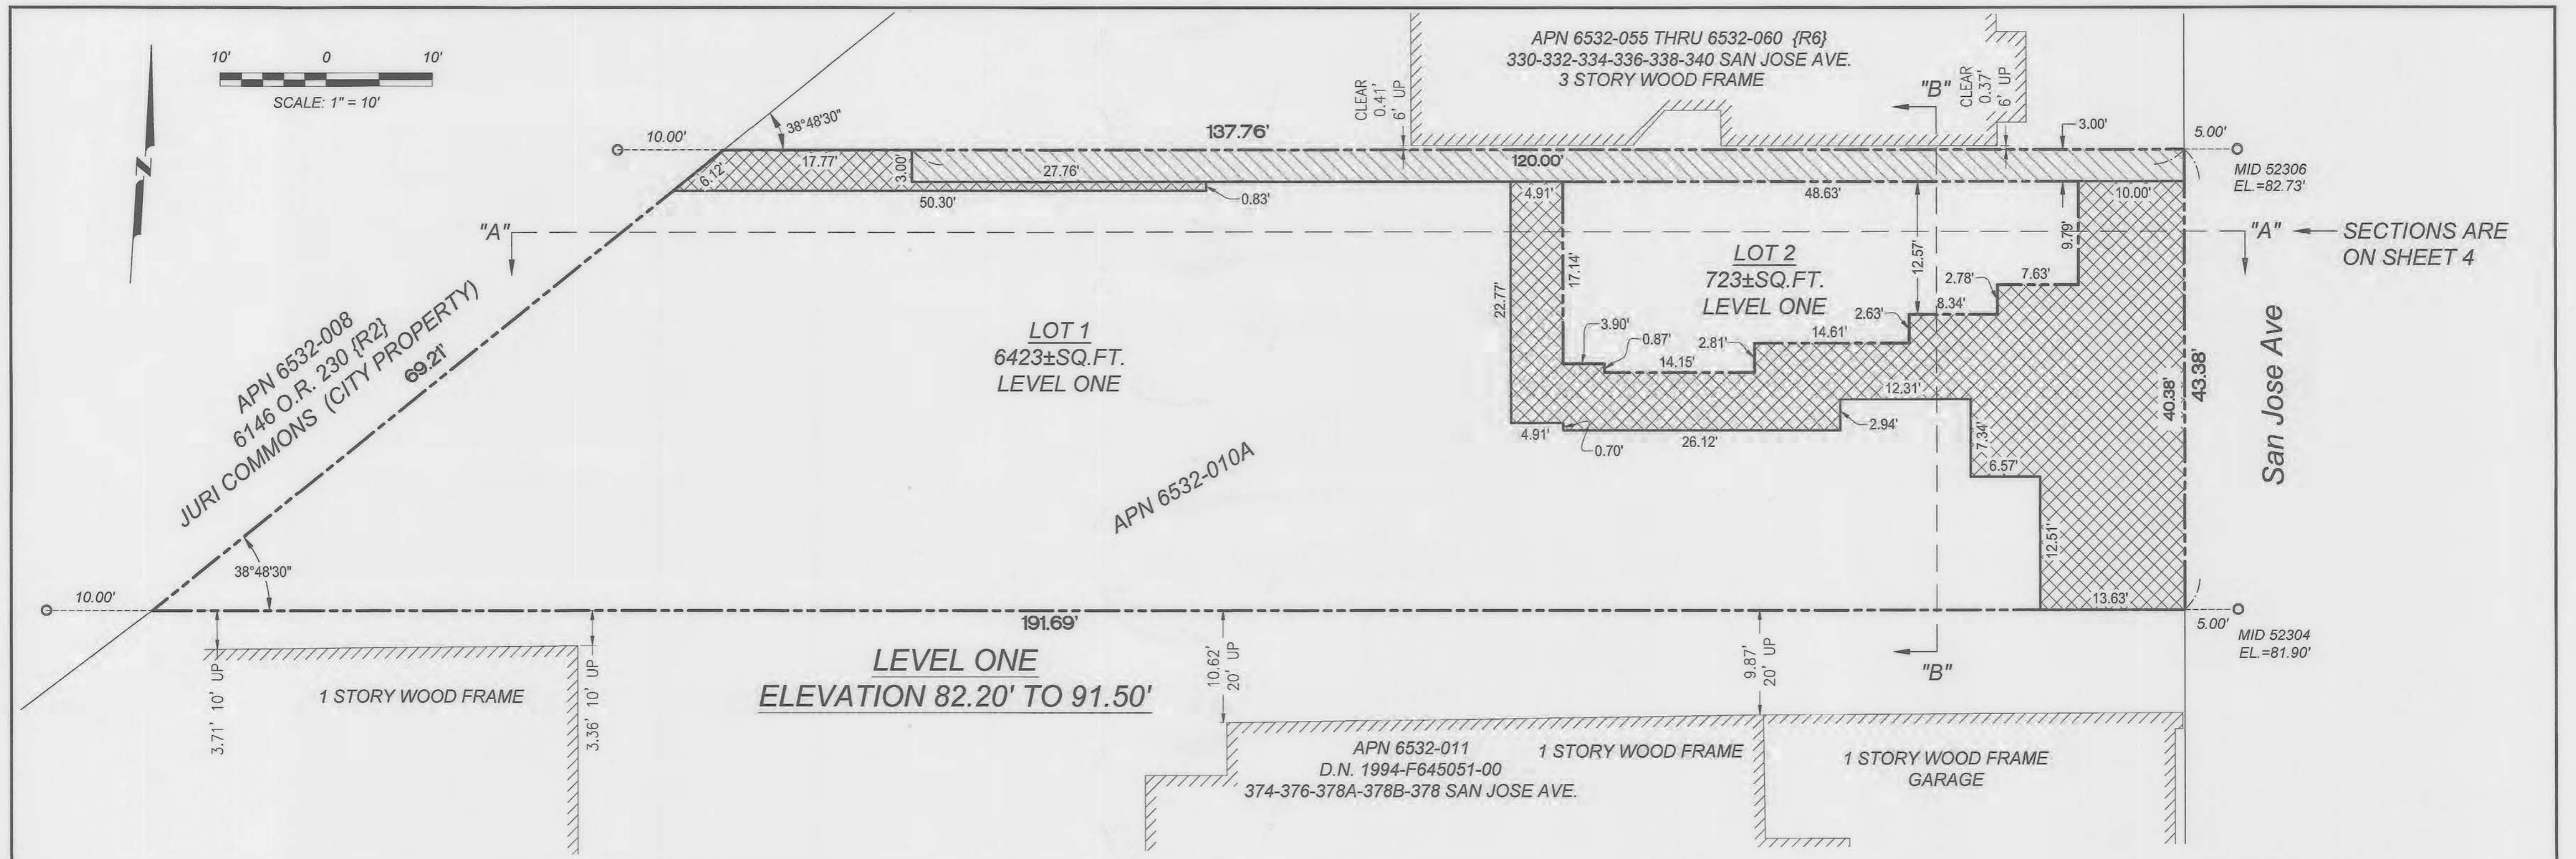 10' 0 10'
SCALE: 1" = 10'
N
APN 6532-055 THRU 6532-060 {R6}
330-332-334-336-338-340 SAN JOSE AVE.
3 STORY WOOD FRAME
CLEAR
0.41'
6' UP
CLEAR
0.37'
6' UP
"B"
38°48'30"
10.00'
137.76'
3.00'
5.00'
MID 52306
EL.=82.73'
6.12'
17.77'
3.00'
27.76'
120.00'
50.30'
0.83'
4.91'
48.63'
10.00'
"A"
"A"
SECTIONS ARE
ON SHEET 4
LOT 2
723±SQ.FT.
LEVEL ONE
12.57'
9.79'
17.14'
22.77'
2.78'
7.63'
8.34'
2.63'
14.61'
2.81'
3.90'
0.87'
14.15'
12.31'
2.94'
4.91'
0.70'
26.12'
7.34'
6.57'
12.51'
13.63'
40.38'
43.38'
San Jose Ave
LOT 1
6423±SQ.FT.
LEVEL ONE
APN 6532-008
6146 O.R. 230 {R2}
JURI COMMONS (CITY PROPERTY)
69.21'
APN 6532-010A
38°48'30"
10.00'
191.69'
5.00'
MID 52304
EL.=81.90'
"B"
LEVEL ONE
ELEVATION 82.20' TO 91.50'
3.71' 10' UP
1 STORY WOOD FRAME
3.36' 10' UP
10.62'
20' UP
9.87'
20' UP
APN 6532-011
D.N. 1994-F645051-00
374-376-378A-378B-378 SAN JOSE AVE.
1 STORY WOOD FRAME
1 STORY WOOD FRAME
GARAGE